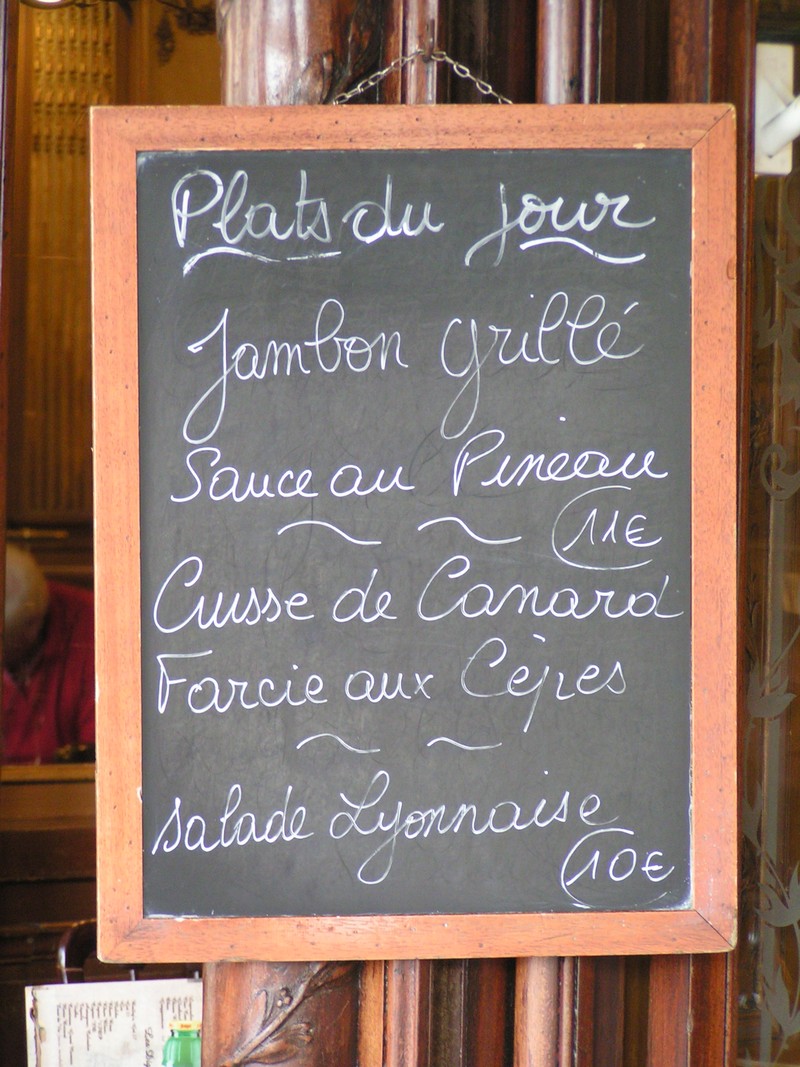 Plats du jour
Jambon grillé
Sauce au Pineau
11€
Cuisse de Canard
Farcie aux Cèpes
Salade Lyonnaise
10€